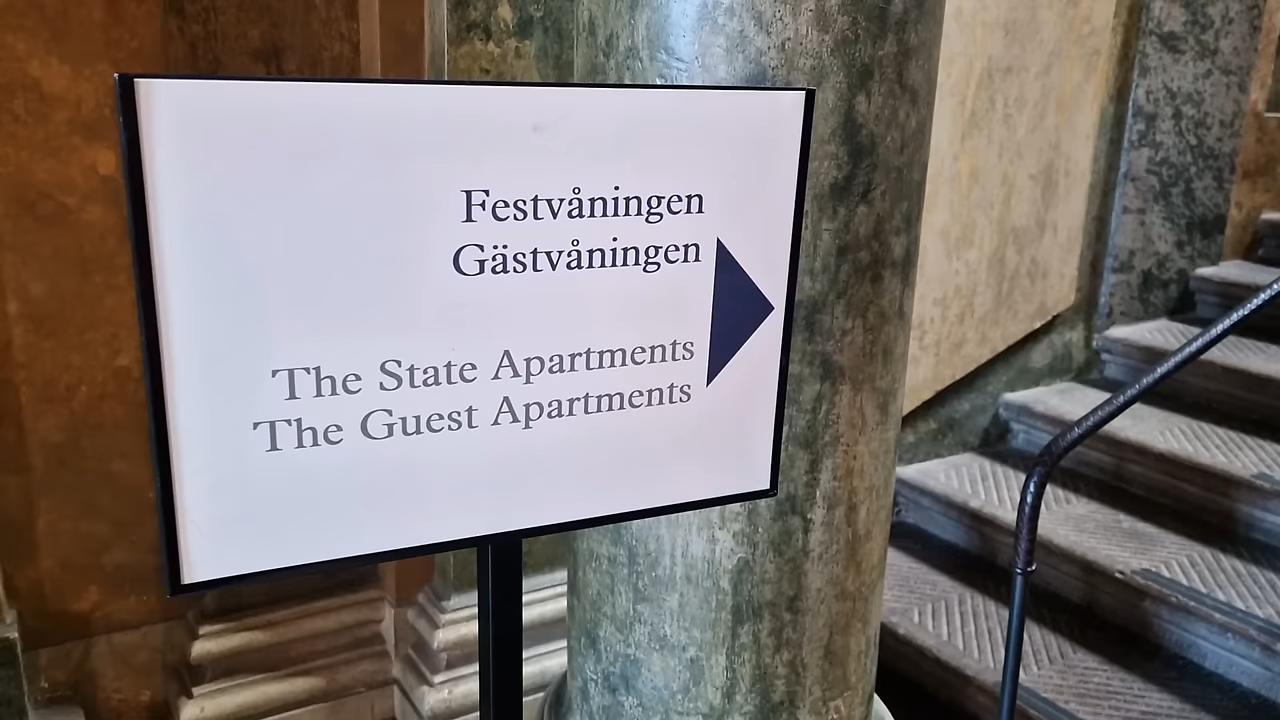 Festvåningen
Gästvåningen
The State Apartments
The Guest Apartments